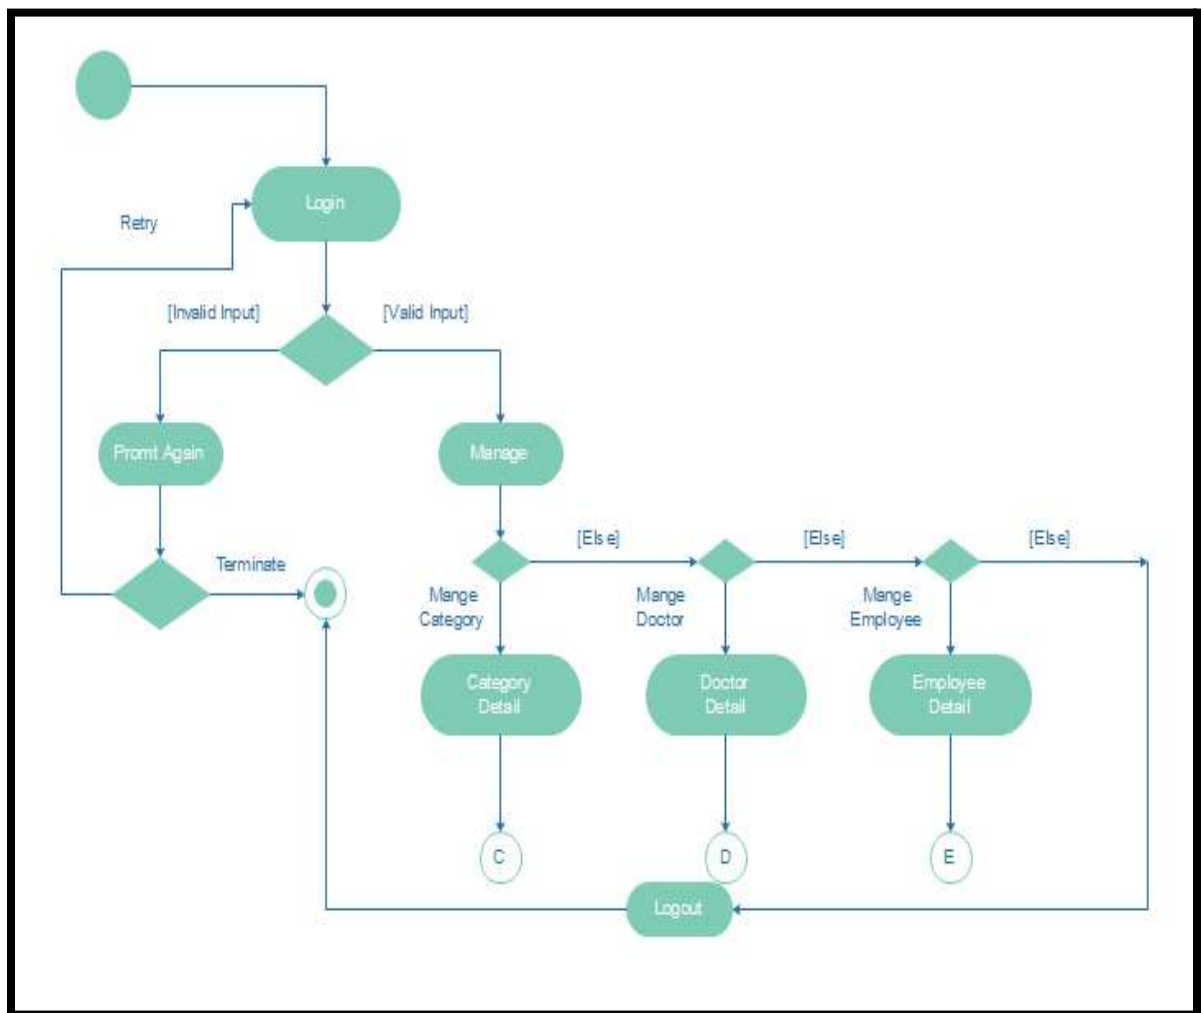 Login
Retry
[Invalid Input]
[Valid Input]
Promt Again
Manage
[Else]
[Else]
[Else]
Terminate
Mange
Category
Mange
Doctor
Mange
Employee
Category
Detail
Doctor
Detail
Employee
Detail
C
D
E
Logout